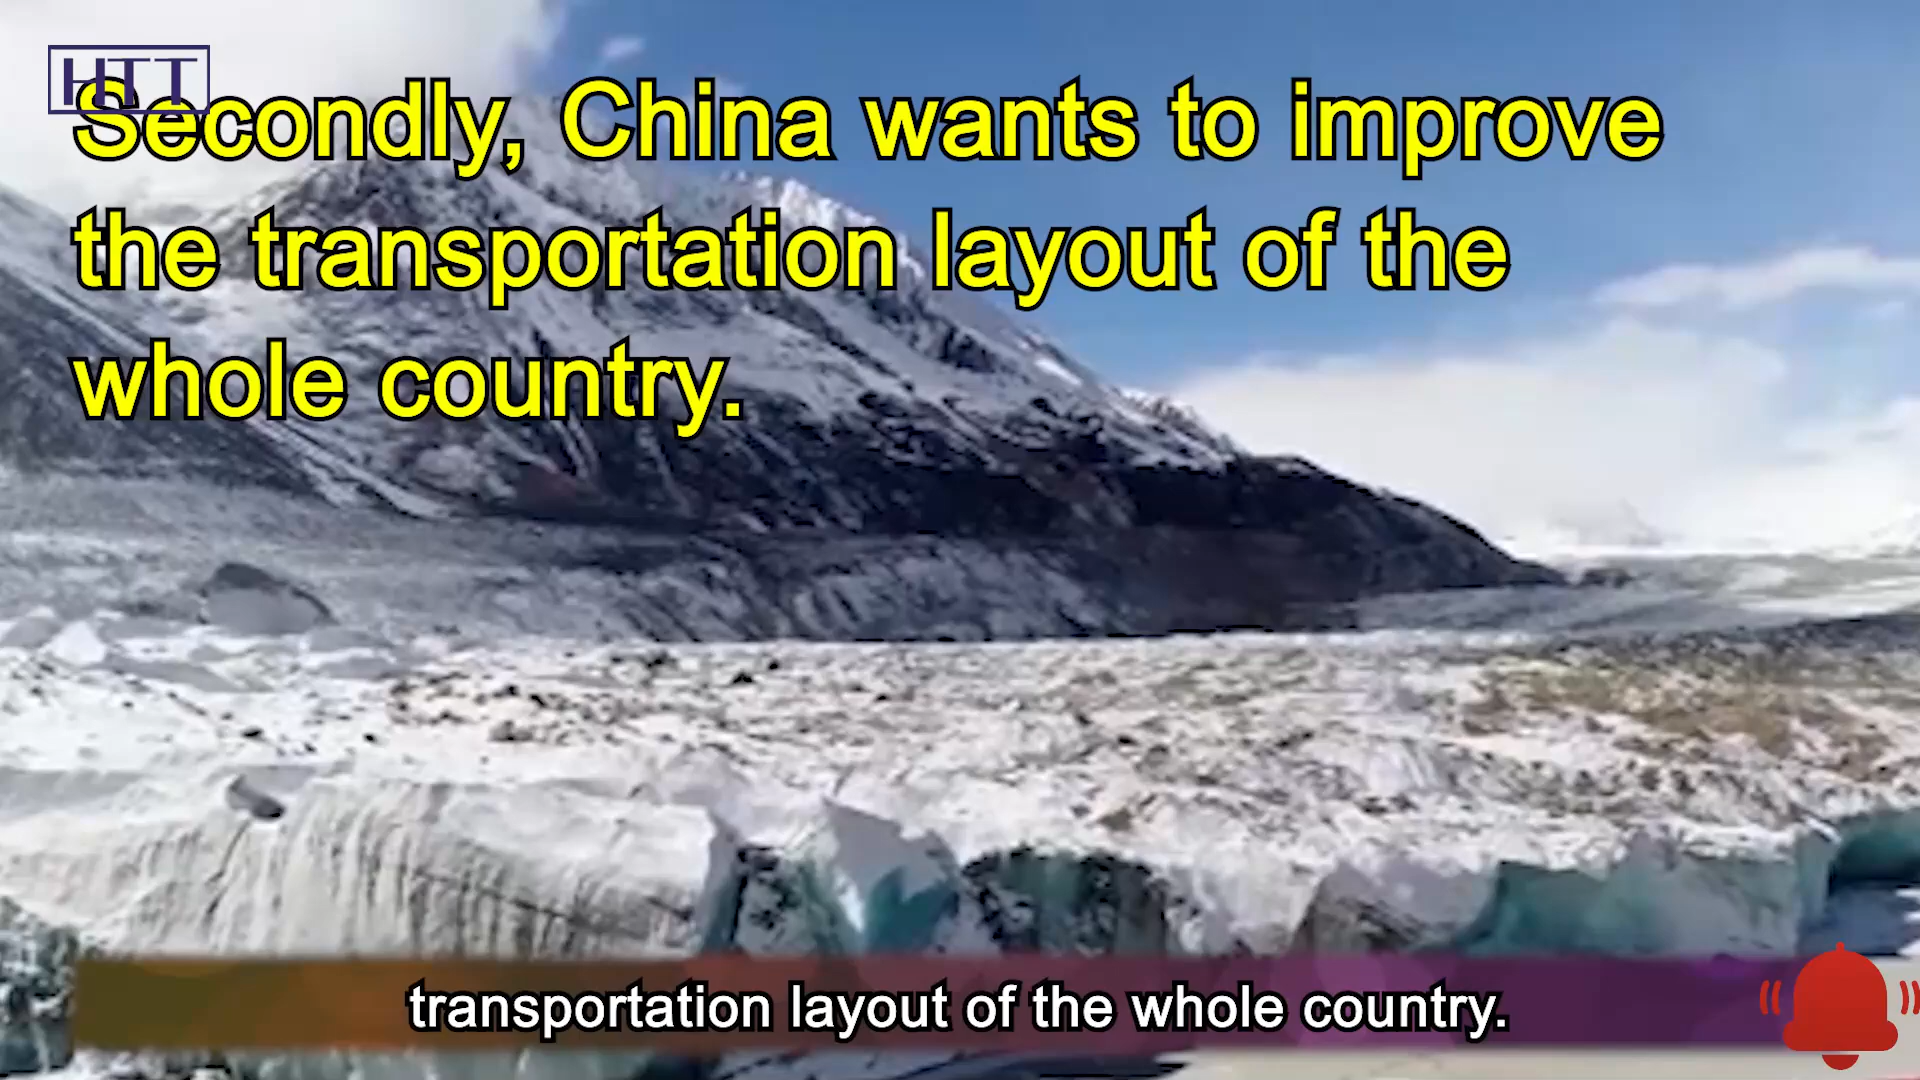 HTT
Secondly, China wants to improve
the transportation layout of the
whole country.
transportation layout of the whole country.